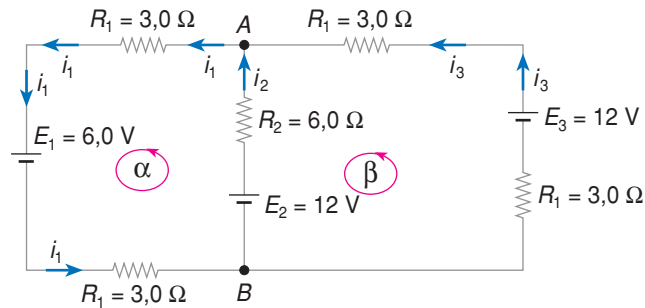 R1 = 3,0 Ω
A
R1 = 3,0 Ω
i1
i1
i1
i2
i3
i3
E1 = 6,0 V
R2 = 6,0 Ω
E3 = 12 V
α
β
E2 = 12 V
R1 = 3,0 Ω
i1
R1 = 3,0 Ω
B